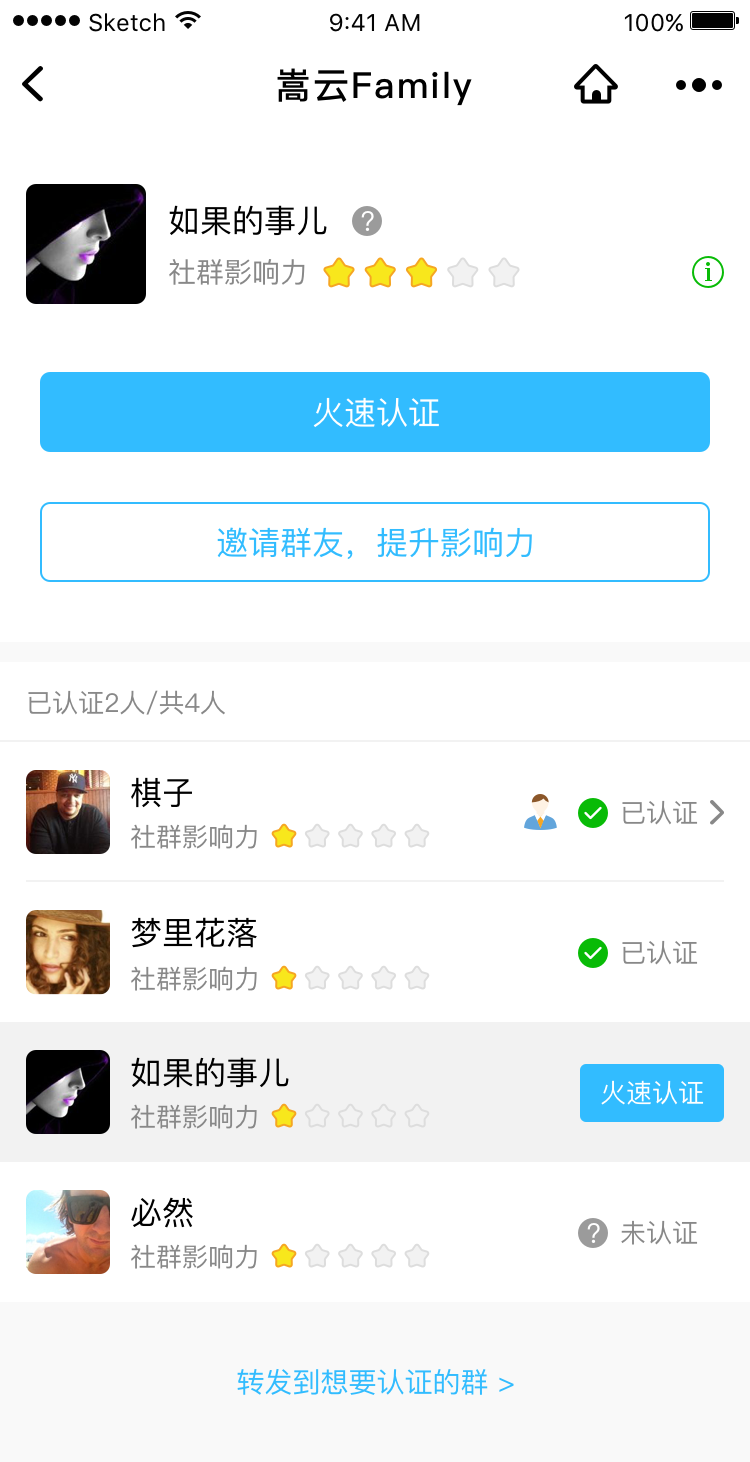 Sketch 9:41 AM 100%
嵩云Family
如果的事儿
社群影响力
火速认证
邀请群友，提升影响力
已认证2人/共4人
棋子
社群影响力
已认证
梦里花落
社群影响力
已认证
如果的事儿
社群影响力
火速认证
必然
社群影响力
未认证
转发到想要认证的群 >